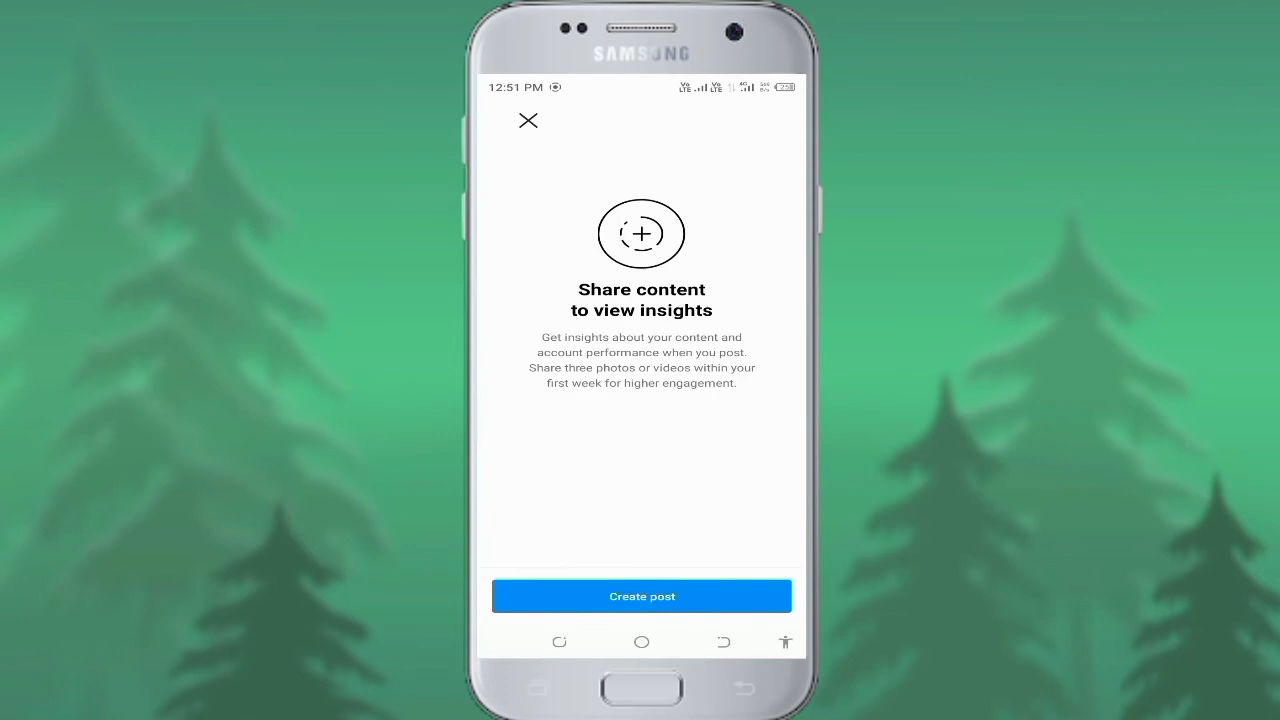 SAMSUNG
12:51 PM
Share content
to view insights
Get insights about your content and
account performance when you post.
Share three photos or videos within your
first week for higher engagement.
Create post